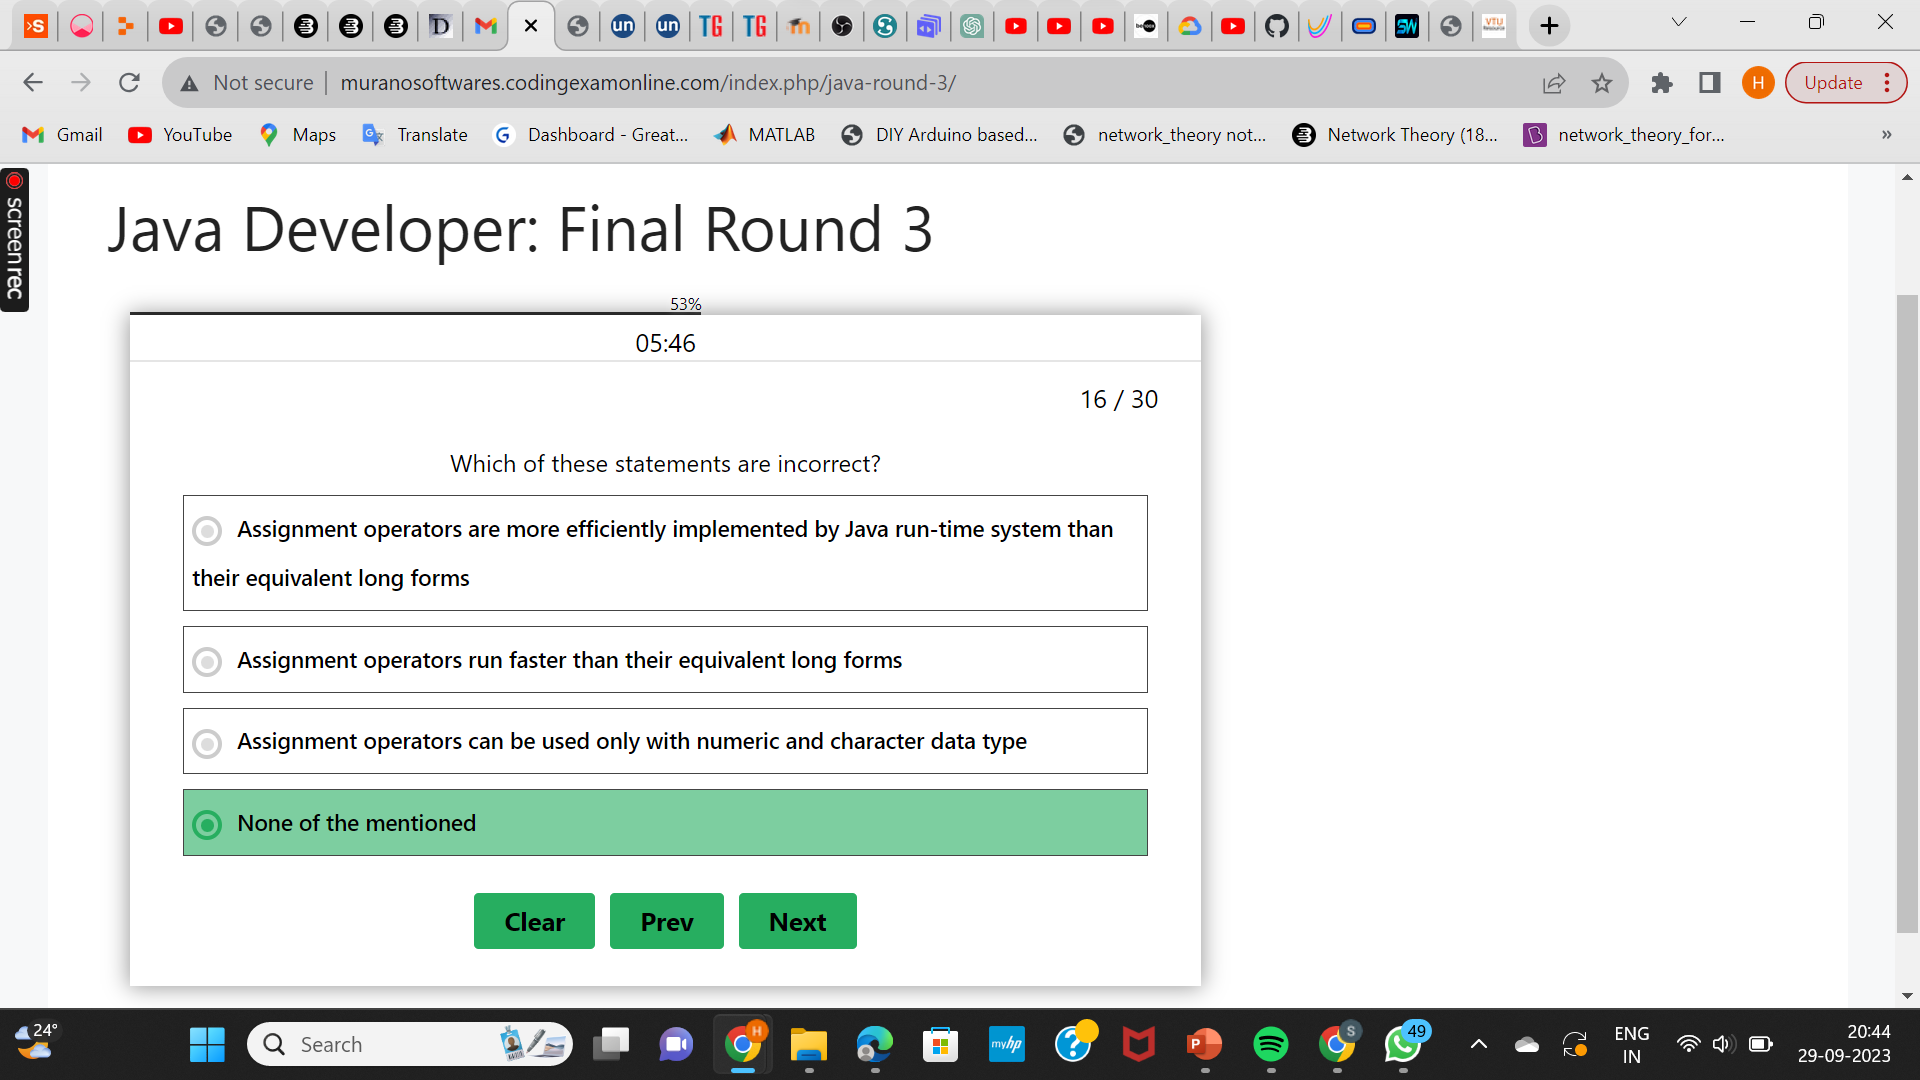 Not secure
muranosoftwares.codingexamonline.com/index.php/java-round-3/
H
Update
Gmail
YouTube
Maps
Translate
Dashboard - Great...
MATLAB
DIY Arduino based...
network_theory not...
Network Theory (18...
network_theory_for...
»
screenrec
Java Developer: Final Round 3
53%
05:46
16 / 30
Which of these statements are incorrect?
Assignment operators are more efficiently implemented by Java run-time system than
their equivalent long forms
Assignment operators run faster than their equivalent long forms
Assignment operators can be used only with numeric and character data type
None of the mentioned
Clear
Prev
Next
24°
Search
H
myhp
P
S
49
ENG
IN
20:44
29-09-2023